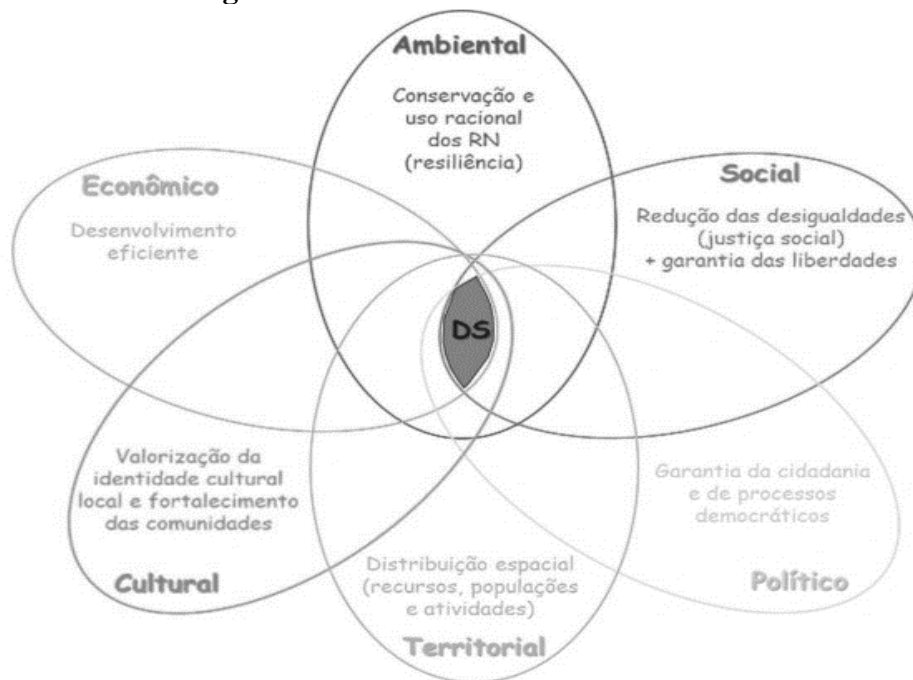 Ambiental
Conservação e
uso racional
dos RN
(resiliência)
Econômico
Desenvolvimento
eficiente
Social
Redução das desigualdades
(justiça social)
+ garantia das liberdades
DS
Valorização da
identidade cultural
local e fortalecimento
das comunidades
Cultural
Distribuição espacial
(recursos, populações
e atividades)
Territorial
Garantia da cidadania
e de processos
democráticos
Político